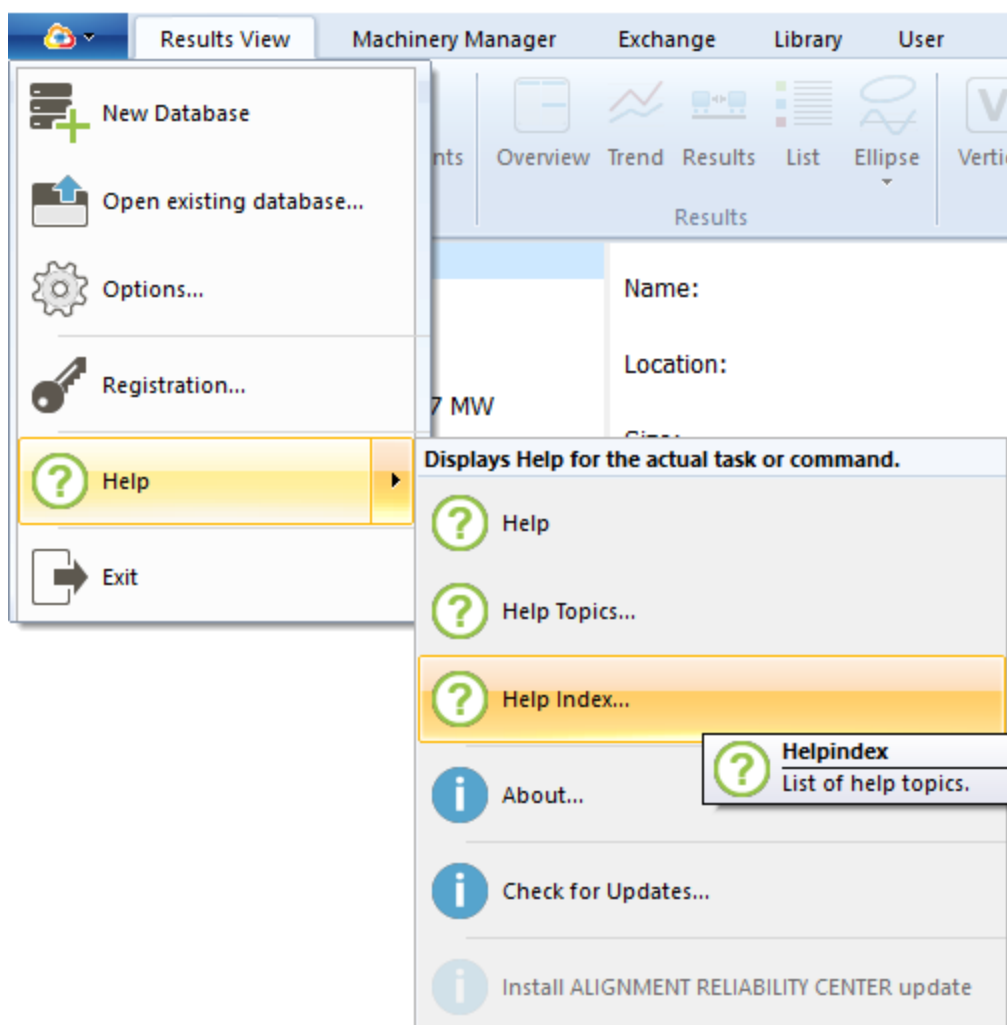 Results View Machinery Manager Exchange Library User
New Database
Open existing database...
Options...
Registration...
Help
Exit
Overview Trend Results List Ellipse
Results
Name:
Location:
7 MW
Displays Help for the actual task or command.
Help
Help Topics...
Help Index...
Helpindex
List of help topics.
About...
Check for Updates...
Install ALIGNMENT RELIABILITY CENTER update